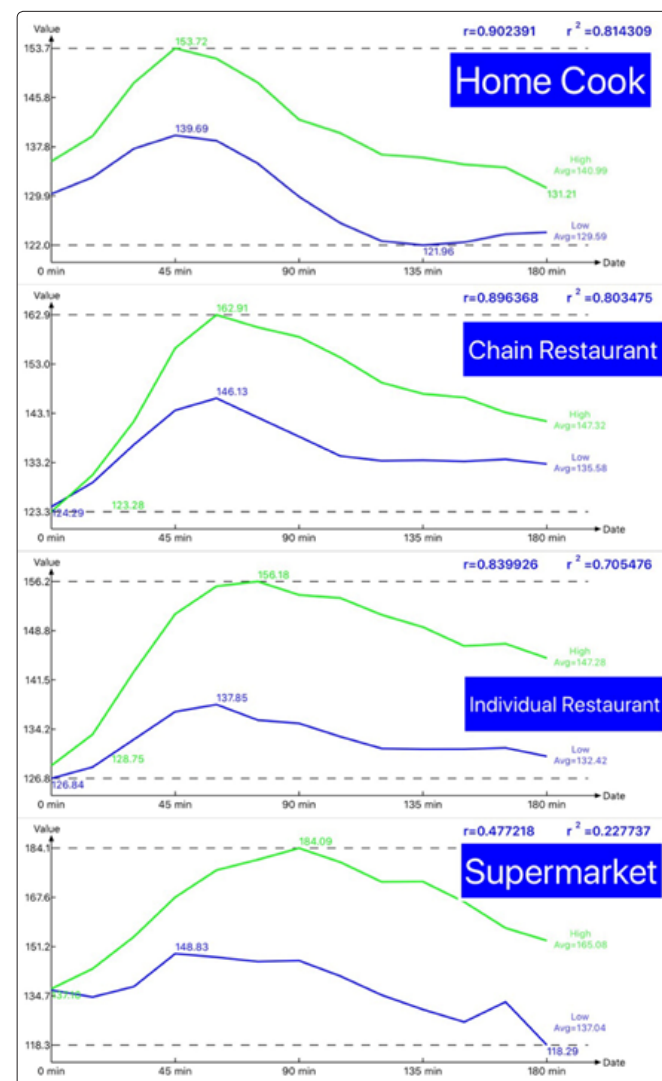 Value
r=0.902391 r²=0.814309
153.7
153.72
Home Cook
145.8
139.69
137.8
High
Avg=140.99
129.9
131.21
Low
Avg=129.59
122.0
121.96
0 min 45 min 90 min 135 min 180 min Date
Value
r=0.896368 r²=0.803475
162.9
162.91
Chain Restaurant
153.0
146.13
143.1
High
Avg=147.32
133.2
Low
Avg=135.58
123.28
123.3
124.29
0 min 45 min 90 min 135 min 180 min Date
Value
r=0.839926 r²=0.705476
156.2
156.18
148.8
High
Avg=147.28
141.5
Individual Restaurant
137.85
134.2
Low
Avg=132.42
128.75
126.8
126.84
0 min 45 min 90 min 135 min 180 min Date
Value
r=0.477218 r²=0.227737
184.1
184.09
Supermarket
167.6
151.2
148.83
High
Avg=165.08
134.7
Low
Avg=137.04
118.3
118.29
0 min 45 min 90 min 135 min 180 min Date